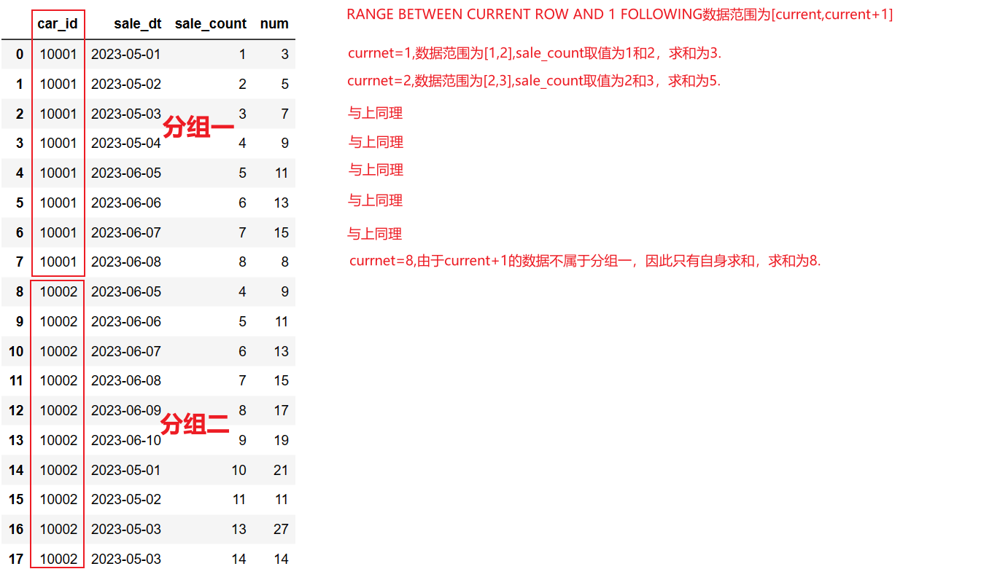 RANGE BETWEEN CURRENT ROW AND 1 FOLLOWING数据范围为[current,current+1]
car_id sale_dt sale_count num
0 10001 2023-05-01 1 3 currnet=1,数据范围为[1,2],sale_count取值为1和2，求和为3.
1 10001 2023-05-02 2 5 currnet=2,数据范围为[2,3],sale_count取值为2和3，求和为5.
2 10001 2023-05-03 3 7 与上同理
分组一
3 10001 2023-05-04 4 9 与上同理
4 10001 2023-06-05 5 11 与上同理
5 10001 2023-06-06 6 13 与上同理
6 10001 2023-06-07 7 15 与上同理
7 10001 2023-06-08 8 8 currnet=8,由于current+1的数据不属于分组一，因此只有自身求和，求和为8.
8 10002 2023-06-05 4 9
9 10002 2023-06-06 5 11
10 10002 2023-06-07 6 13
11 10002 2023-06-08 7 15
12 10002 2023-06-09 8 17
分组二
13 10002 2023-06-10 9 19
14 10002 2023-05-01 10 21
15 10002 2023-05-02 11 11
16 10002 2023-05-03 13 27
17 10002 2023-05-03 14 14